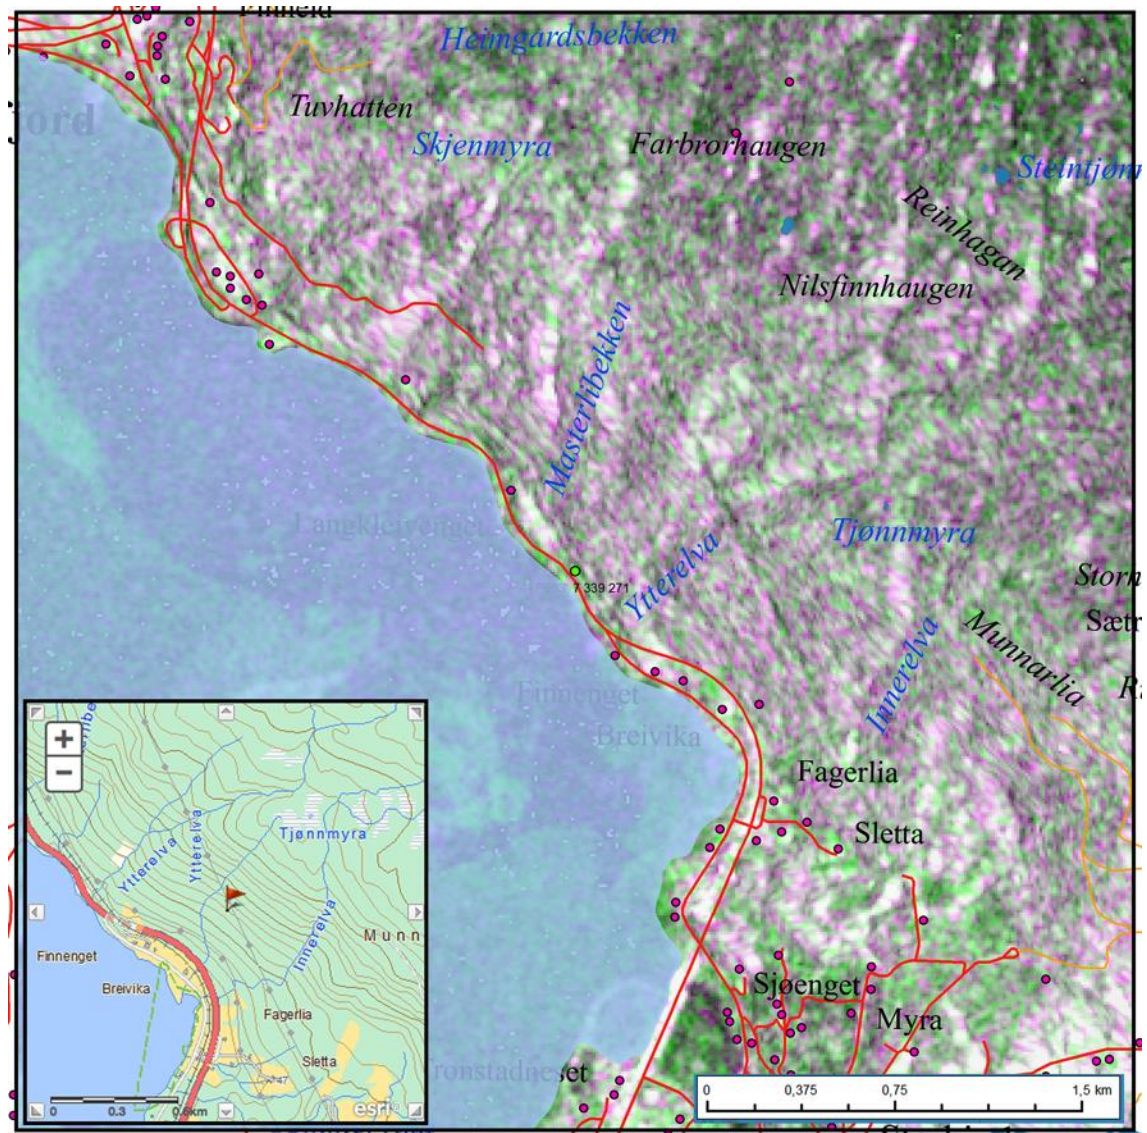 Heimgardsbekken
Tuvhatten
Skjenmyra
Farbrorhaugen
Steintjønn
Reinhagan
Nilsfinnhaugen
Masterlibekken
Tjønnmyra
Ytterelva
7 339 271
Storn
Sætr
Munnarlia
Innerelva
Finnenget
Breivika
Fagerlia
Sletta
Sjøenget
Myra
ronstadneset
+
−
Ytterelva
Ytterelva
Tjønnmyra
Innerelva
Munn
Finnenget
Breivika
Fagerlia
Sletta
0 0.3 0.6km
esri
0 0,375 0,75 1,5 km